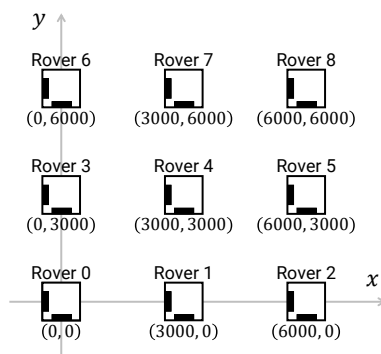 y
Rover 6 Rover 7 Rover 8
(0,6000) (3000,6000) (6000,6000)
Rover 3 Rover 4 Rover 5
(0,3000) (3000,3000) (6000,3000)
Rover 0 Rover 1 Rover 2
x
(0,0) (3000,0) (6000,0)